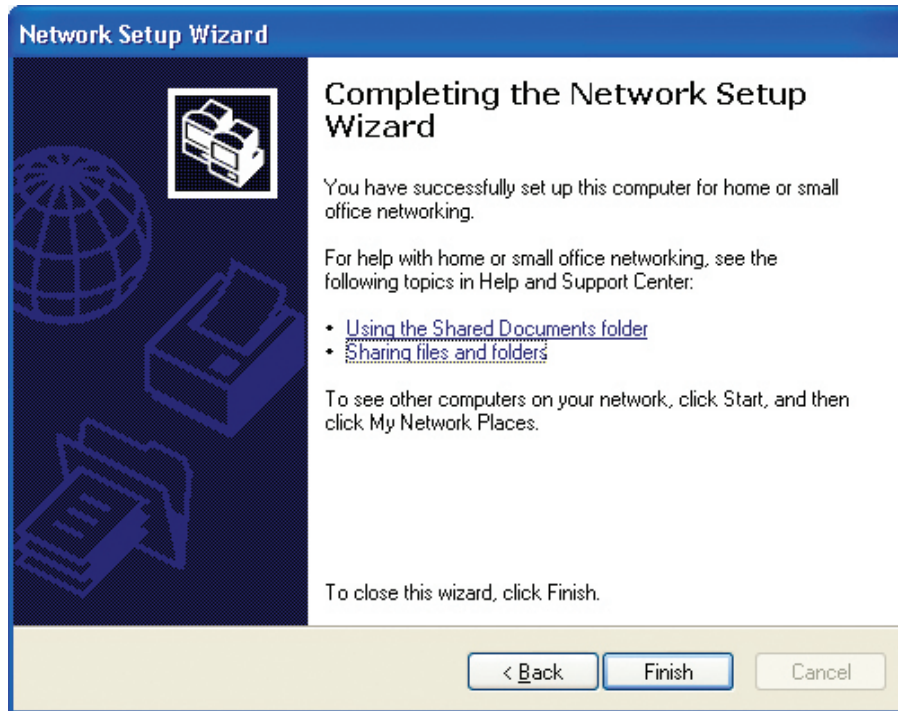 Network Setup Wizard
Completing the Network Setup
Wizard
You have successfully set up this computer for home or small
office networking.
For help with home or small office networking, see the
following topics in Help and Support Center:
• Using the Shared Documents folder
• Sharing files and folders
To see other computers on your network, click Start, and then
click My Network Places.
To close this wizard, click Finish.
< Back Finish Cancel